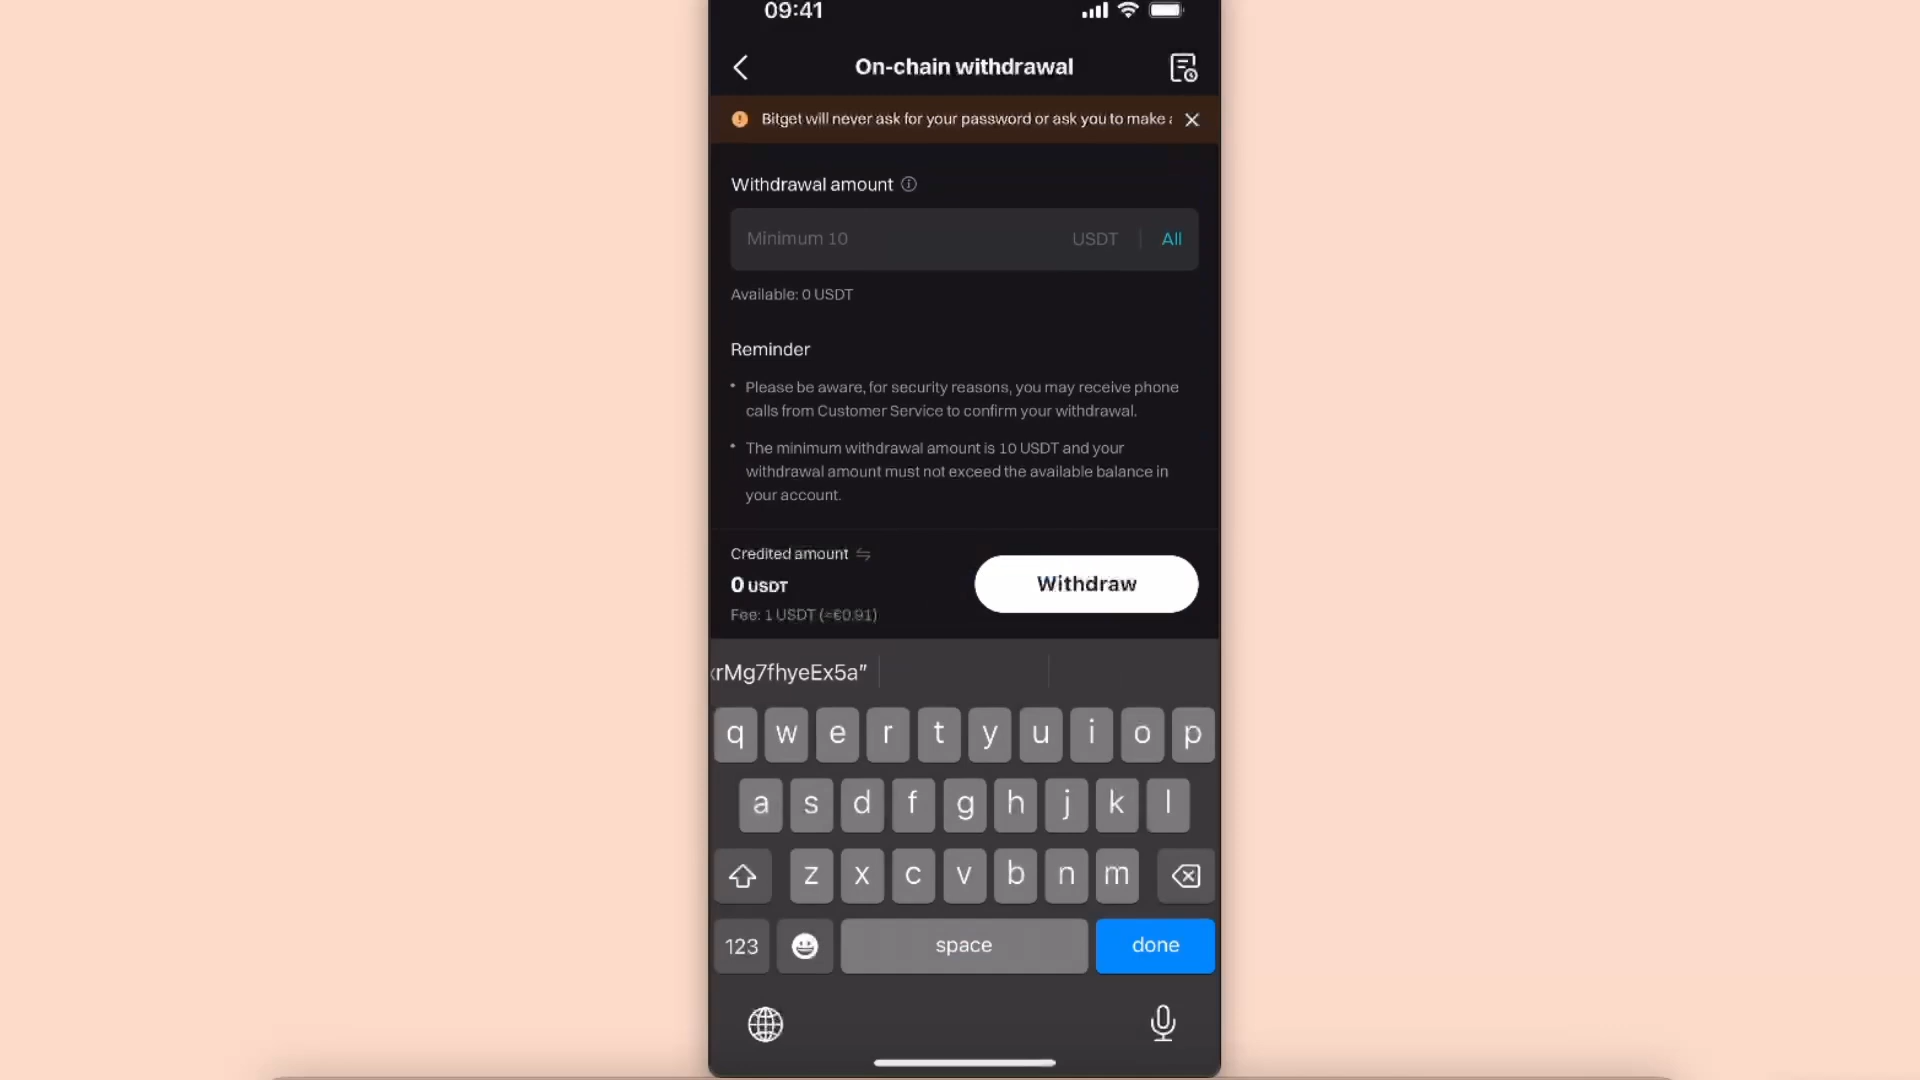 09:41
On-chain withdrawal
Bitget will never ask for your password or ask you to make a
Withdrawal amount
Minimum 10 USDT All
Available: 0 USDT
Reminder
• Please be aware, for security reasons, you may receive phone
calls from Customer Service to confirm your withdrawal.
• The minimum withdrawal amount is 10 USDT and your
withdrawal amount must not exceed the available balance in
your account.
Credited amount
0 USDT
Withdraw
Fee: 1 USDT (≈€0.91)
rMg7fhyeEx5a"
q w e r t y u i o p
a s d f g h j k l
z x c v b n m
123 space done